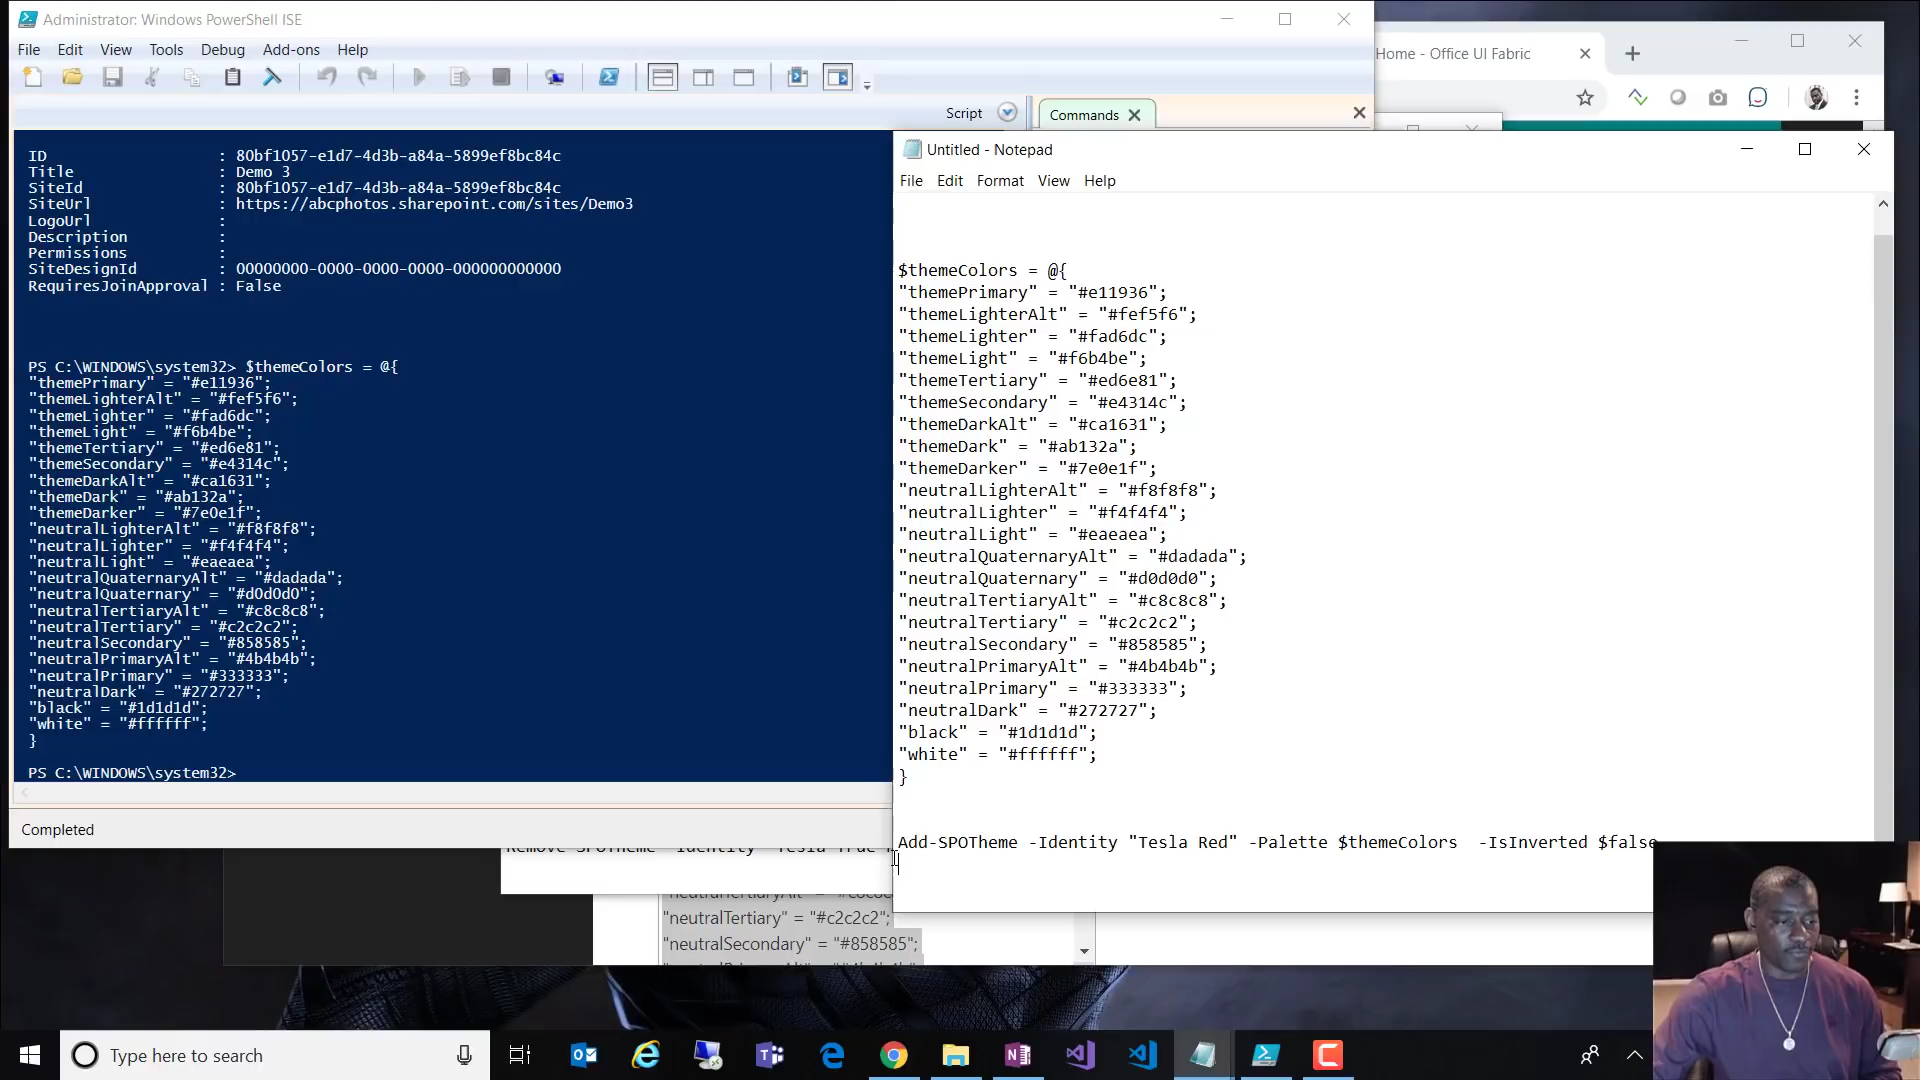 Administrator: Windows PowerShell ISE
File Edit View Tools Debug Add-ons Help
Script
Commands
ID : 80bf1057-e1d7-4d3b-a84a-5899ef8bc84c
Title : Demo 3
SiteId : 80bf1057-e1d7-4d3b-a84a-5899ef8bc84c
SiteUrl : https://abcphotos.sharepoint.com/sites/Demo3
LogoUrl :
Description :
Permissions :
SiteDesignId : 00000000-0000-0000-0000-000000000000
RequiresJoinApproval : False
PS C:\WINDOWS\system32> $themeColors = @{
"themePrimary" = "#e11936";
"themeLighterAlt" = "#fef5f6";
"themeLighter" = "#fad6dc";
"themeLight" = "#f6b4be";
"themeTertiary" = "#ed6e81";
"themeSecondary" = "#e4314c";
"themeDarkAlt" = "#ca1631";
"themeDark" = "#ab132a";
"themeDarker" = "#7e0e1f";
"neutralLighterAlt" = "#f8f8f8";
"neutralLighter" = "#f4f4f4";
"neutralLight" = "#eaeaea";
"neutralQuaternaryAlt" = "#dadada";
"neutralQuaternary" = "#d0d0d0";
"neutralTertiaryAlt" = "#c8c8c8";
"neutralTertiary" = "#c2c2c2";
"neutralSecondary" = "#858585";
"neutralPrimaryAlt" = "#4b4b4b";
"neutralPrimary" = "#333333";
"neutralDark" = "#272727";
"black" = "#1d1d1d";
"white" = "#ffffff";
}
PS C:\WINDOWS\system32>
Completed
Home - Office UI Fabric
Untitled - Notepad
File Edit Format View Help
$themeColors = @{
"themePrimary" = "#e11936";
"themeLighterAlt" = "#fef5f6";
"themeLighter" = "#fad6dc";
"themeLight" = "#f6b4be";
"themeTertiary" = "#ed6e81";
"themeSecondary" = "#e4314c";
"themeDarkAlt" = "#ca1631";
"themeDark" = "#ab132a";
"themeDarker" = "#7e0e1f";
"neutralLighterAlt" = "#f8f8f8";
"neutralLighter" = "#f4f4f4";
"neutralLight" = "#eaeaea";
"neutralQuaternaryAlt" = "#dadada";
"neutralQuaternary" = "#d0d0d0";
"neutralTertiaryAlt" = "#c8c8c8";
"neutralTertiary" = "#c2c2c2";
"neutralSecondary" = "#858585";
"neutralPrimaryAlt" = "#4b4b4b";
"neutralPrimary" = "#333333";
"neutralDark" = "#272727";
"black" = "#1d1d1d";
"white" = "#ffffff";
}
Add-SPOTheme -Identity "Tesla Red" -Palette $themeColors -IsInverted $false
"neutralTertiary" = "#c2c2c2";
"neutralSecondary" = "#858585";
Type here to search